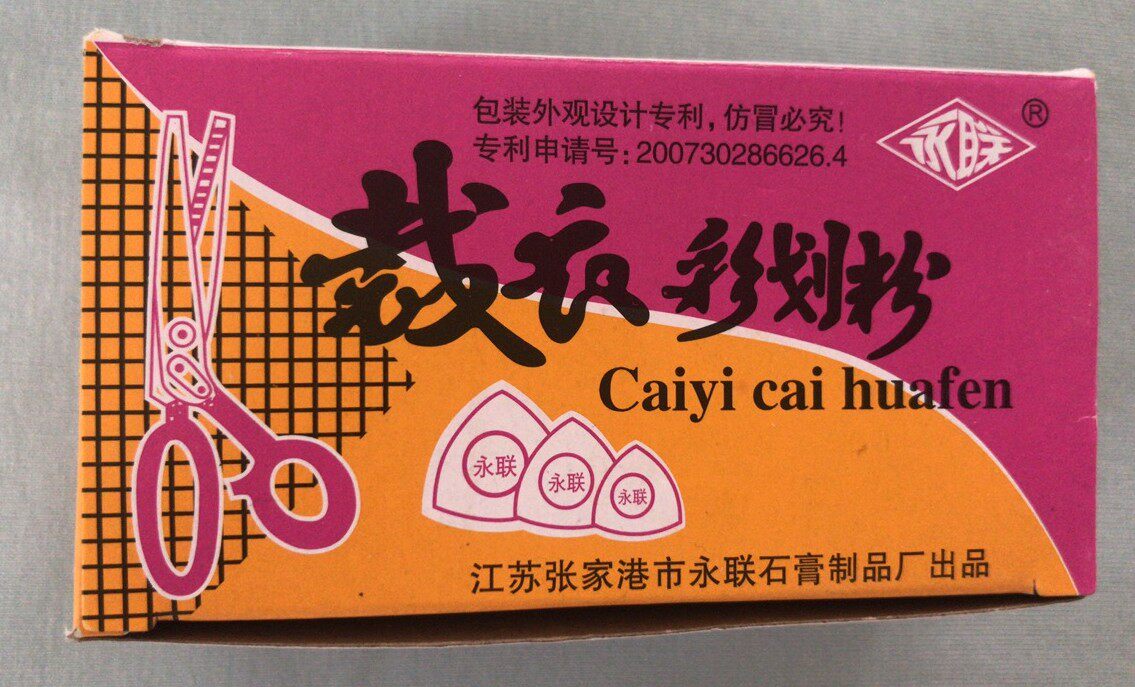 包装外观设计专利，仿冒必究！
专利申请号：200730286626.4
永联®
裁衣彩划粉
Caiyi cai huafen
永联
永联
永联
江苏张家港市永联石膏制品厂出品